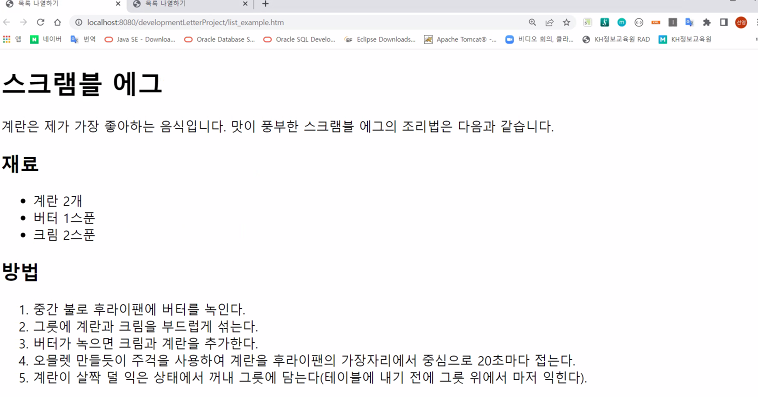 목록 나열하기 목록 나열하기
localhost:8080/developmentLetterProject/list_example.htm
앱 네이버 번역 Java SE - Downloa... Oracle Database S... Oracle SQL Develo... Eclipse Downloads... Apache Tomcat® -... 비디오 회의, 클라... KH정보교육원 RAD KH정보교육원
스크램블 에그
계란은 제가 가장 좋아하는 음식입니다. 맛이 풍부한 스크램블 에그의 조리법은 다음과 같습니다.
재료
계란 2개
버터 1스푼
크림 2스푼
방법
1. 중간 불로 후라이팬에 버터를 녹인다.
2. 그릇에 계란과 크림을 부드럽게 섞는다.
3. 버터가 녹으면 크림과 계란을 추가한다.
4. 오믈렛 만들듯이 주걱을 사용하여 계란을 후라이팬의 가장자리에서 중심으로 20초마다 접는다.
5. 계란이 살짝 덜 익은 상태에서 꺼내 그릇에 담는다(테이블에 내기 전에 그릇 위에서 마저 익힌다).